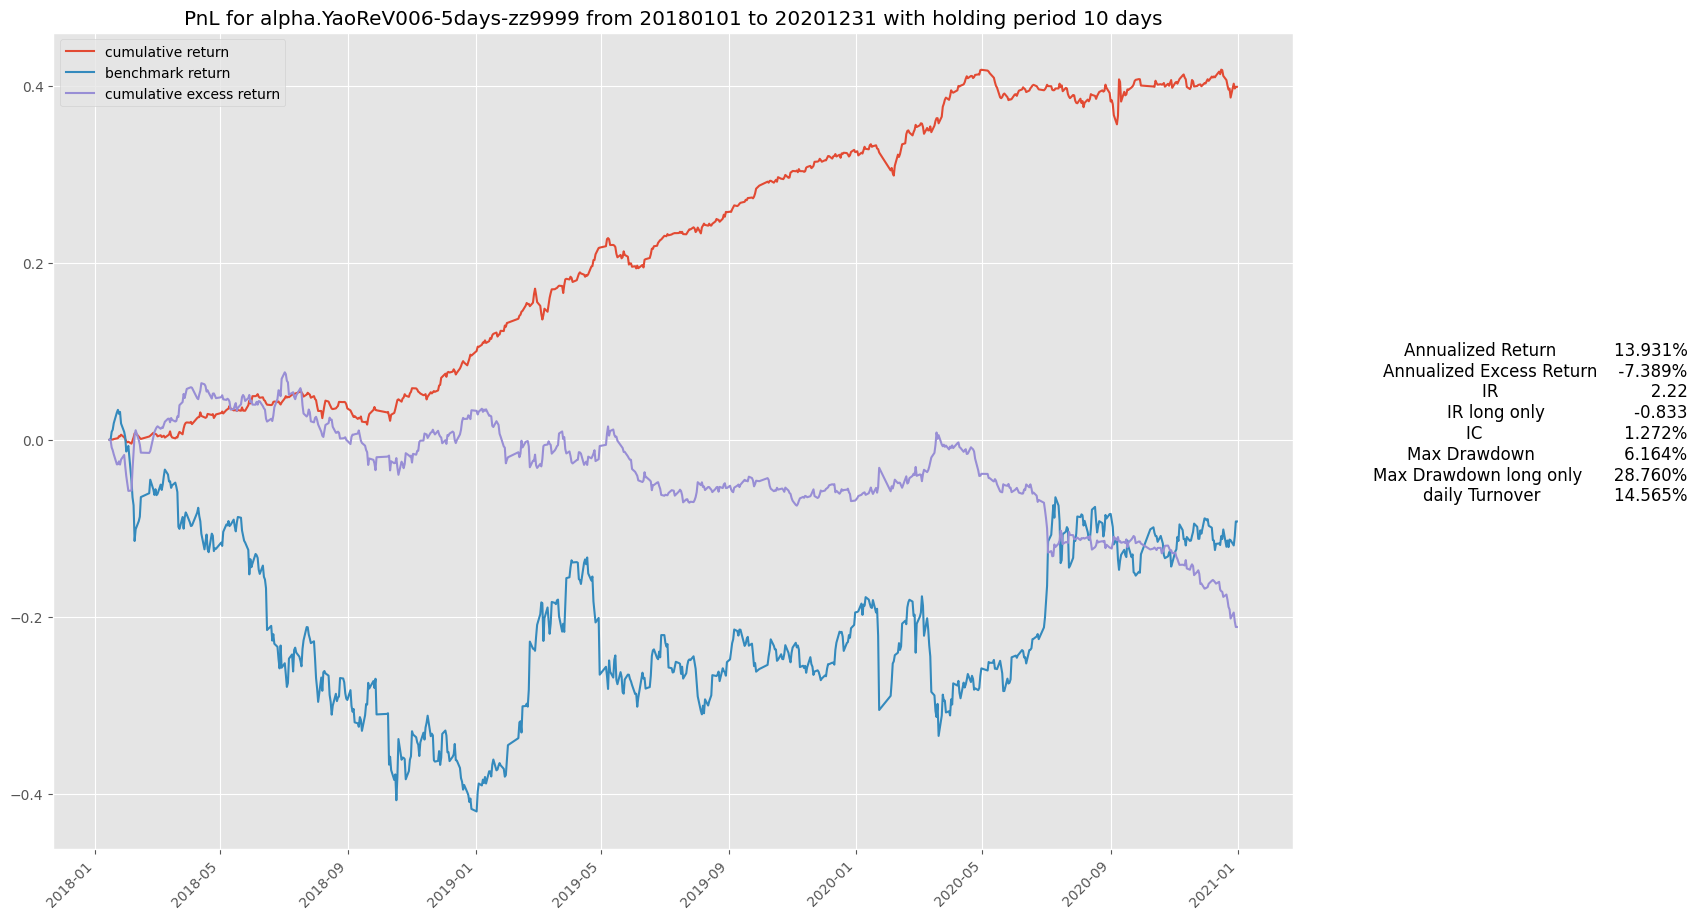 PnL for alpha.YaoReV006-5days-zz9999 from 20180101 to 20201231 with holding period 10 days
cumulative return
benchmark return
cumulative excess return
0.4
0.2
0.0
−0.2
−0.4
2018-01
2018-05
2018-09
2019-01
2019-05
2019-09
2020-01
2020-05
2020-09
2021-01
Annualized Return 13.931%
Annualized Excess Return -7.389%
IR 2.22
IR long only -0.833
IC 1.272%
Max Drawdown 6.164%
Max Drawdown long only 28.760%
daily Turnover 14.565%